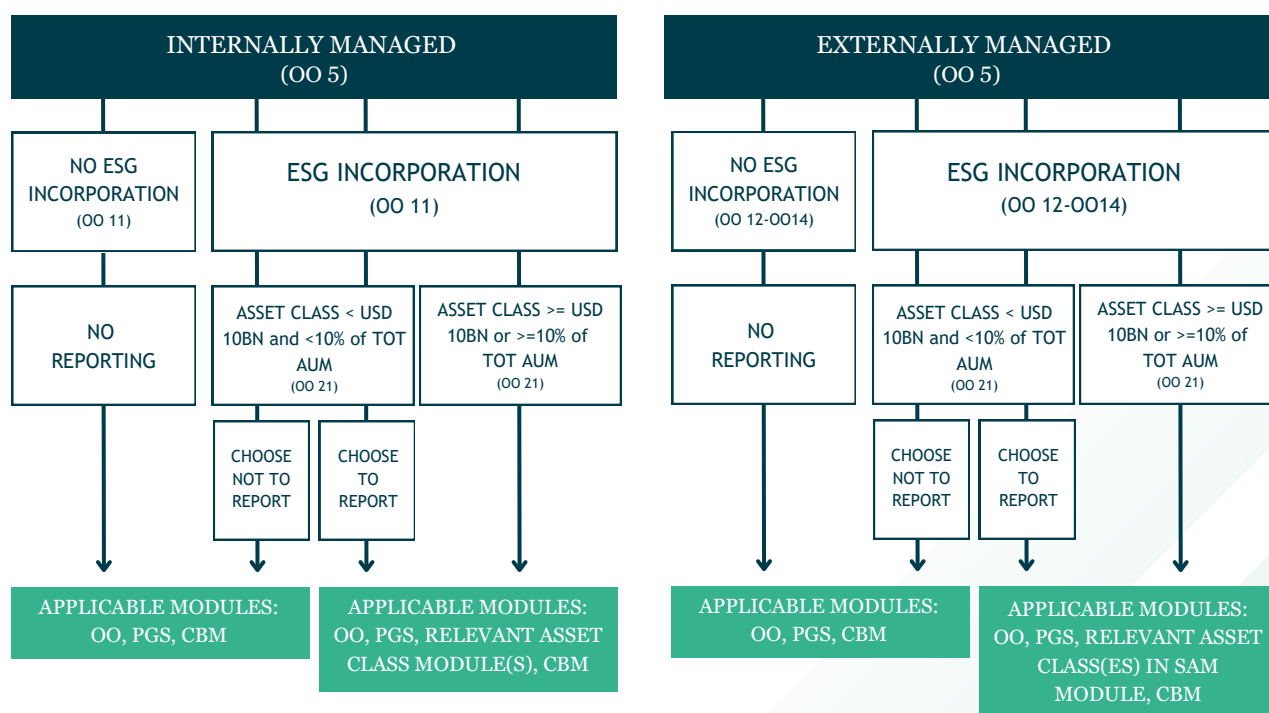 INTERNALLY MANAGED
(OO 5)
NO ESG
INCORPORATION
(OO 11)
ESG INCORPORATION
(OO 11)
NO
REPORTING
ASSET CLASS < USD
10BN and <10% of TOT
AUM
(OO 21)
ASSET CLASS >= USD
10BN or >=10% of
TOT AUM
(OO 21)
CHOOSE
NOT TO
REPORT
CHOOSE
TO
REPORT
APPLICABLE MODULES:
OO, PGS, CBM
APPLICABLE MODULES:
OO, PGS, RELEVANT ASSET
CLASS MODULE(S), CBM
EXTERNALLY MANAGED
(OO 5)
NO ESG
INCORPORATION
(OO 12-OO14)
ESG INCORPORATION
(OO 12-OO14)
NO
REPORTING
ASSET CLASS < USD
10BN and <10% of TOT
AUM
(OO 21)
ASSET CLASS >= USD
10BN or >=10% of
TOT AUM
(OO 21)
CHOOSE
NOT TO
REPORT
CHOOSE
TO
REPORT
APPLICABLE MODULES:
OO, PGS, CBM
APPLICABLE MODULES:
OO, PGS, RELEVANT ASSET
CLASS(ES) IN SAM
MODULE, CBM